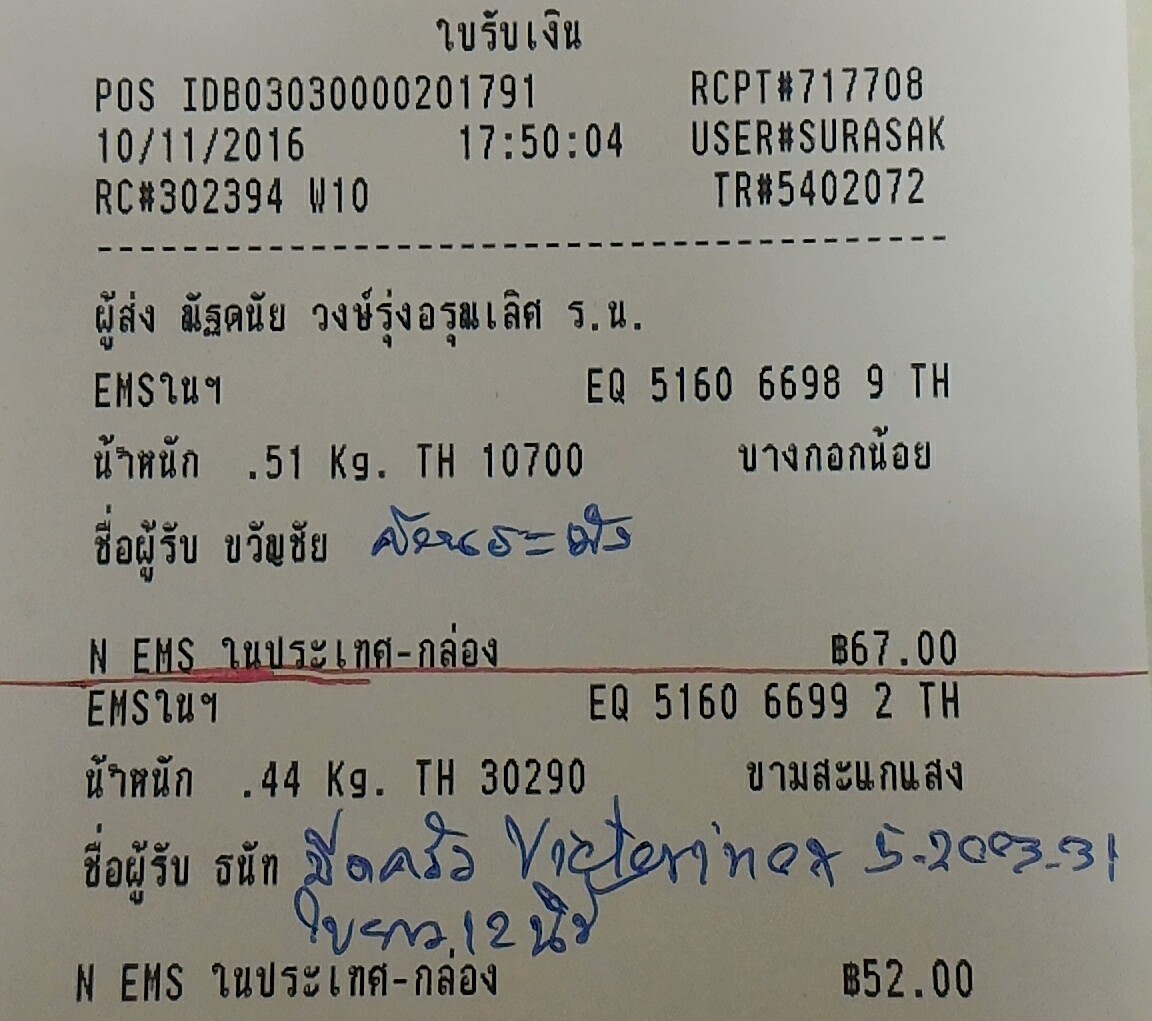 ใบรับเงิน
POS IDB03030000201791 RCPT#717708
10/11/2016 17:50:04 USER#SURASAK
RC#302394 W10 TR#5402072
---------------------------------------
ผู้ส่ง ณัฐดนัย วงษ์รุ่งอรุณเลิศ ร.น.
EMSในฯ EQ 5160 6698 9 TH
น้ำหนัก .51 Kg. TH 10700 บางกอกน้อย
ชื่อผู้รับ ขวัญชัย
N EMS ในประเทศ-กล่อง ฿67.00
EMSในฯ EQ 5160 6699 2 TH
น้ำหนัก .44 Kg. TH 30290 ขามสะแกแสง
ชื่อผู้รับ ธนัท มีดครัว Victorinox 5-2003-31
ใบยาว 12 นิ้ว
N EMS ในประเทศ-กล่อง ฿52.00